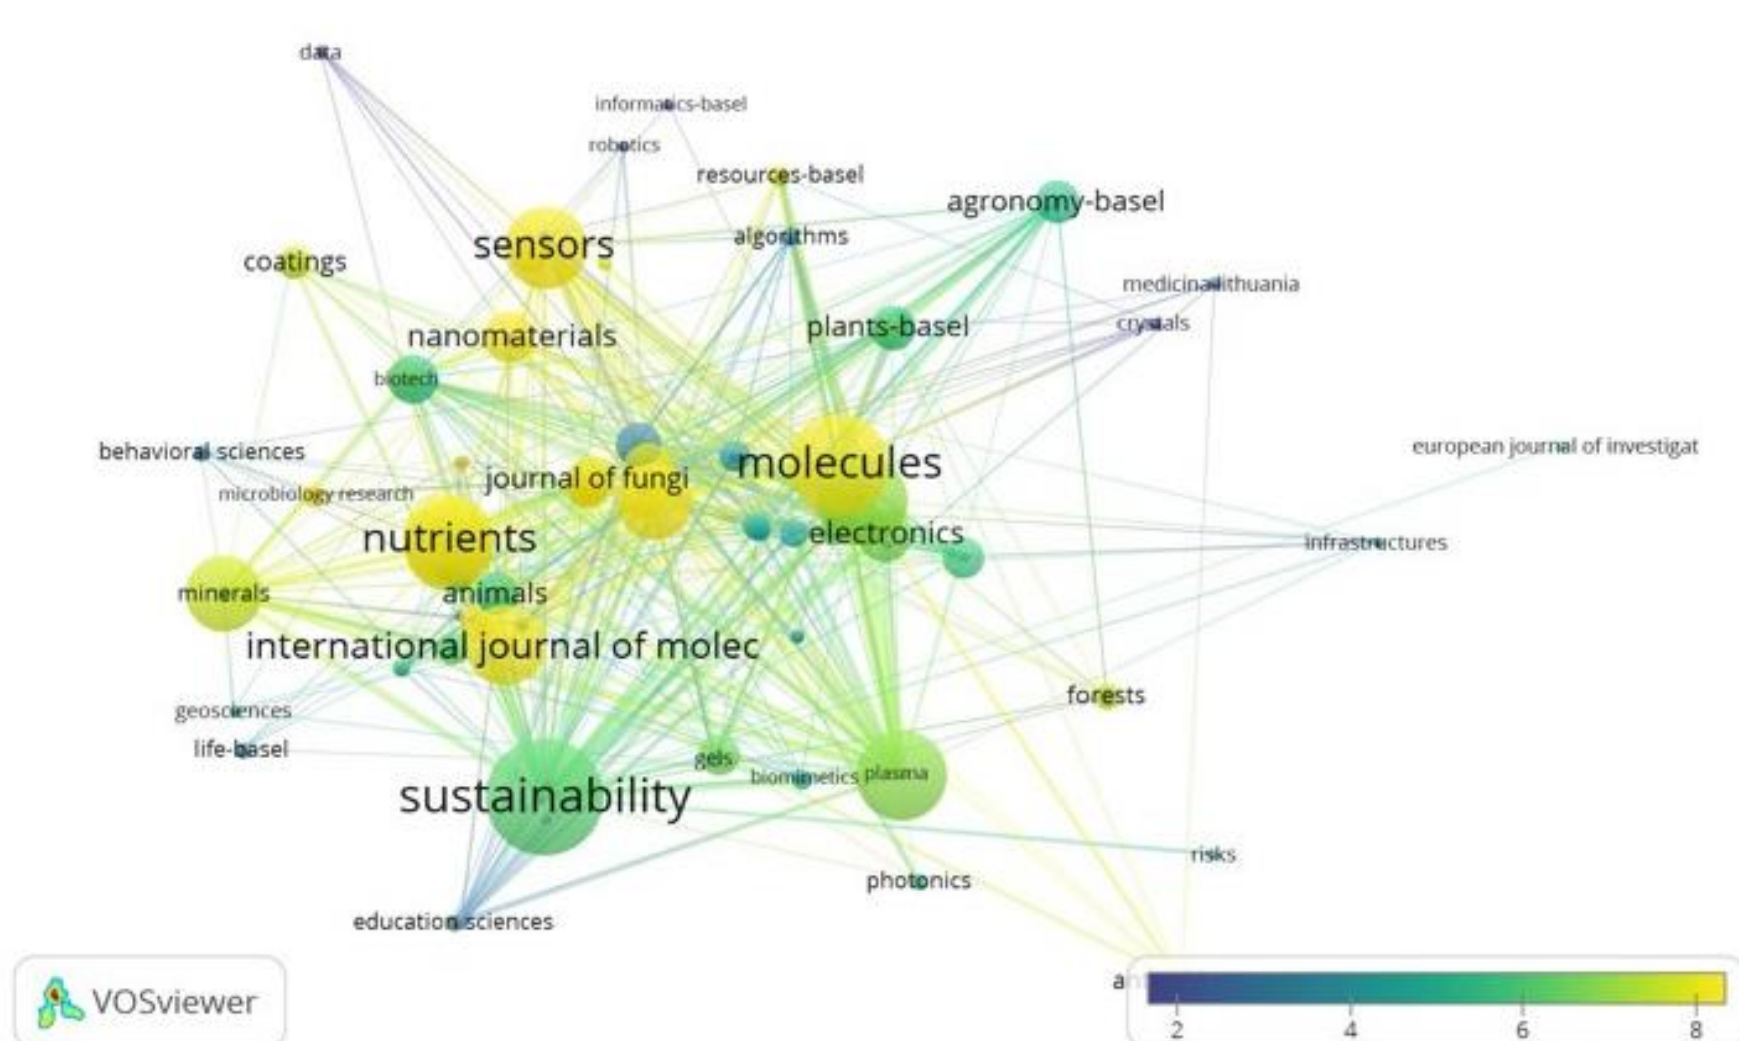 data
informatics-basel
robotics
resources-basel
agronomy-basel
algorithms
sensors
coatings
medicina-lithuania
crystals
plants-basel
nanomaterials
biotech
european journal of investigat
behavioral sciences
molecules
journal of fungi
microbiology research
electronics
nutrients
infrastructures
minerals
animals
international journal of molec
forests
geosciences
life-basel
gels
biomimetics
plasma
sustainability
risks
photonics
education sciences
VOSviewer
2
4
6
8